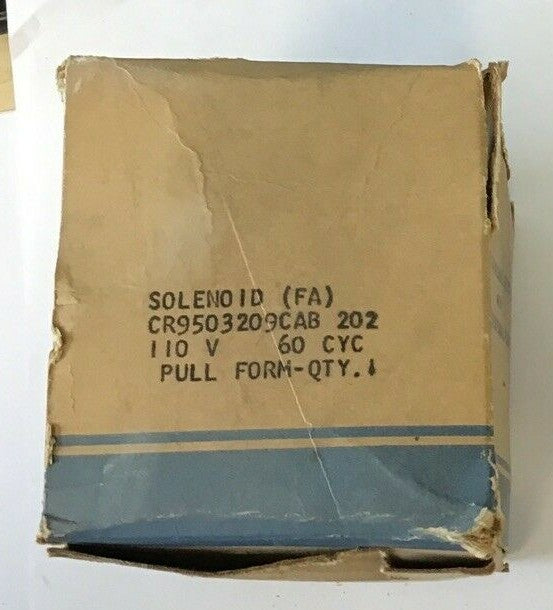 SOLENOID (FA)
CR9503209CAB 202
110 V 60 CYC
PULL FORM-QTY.1